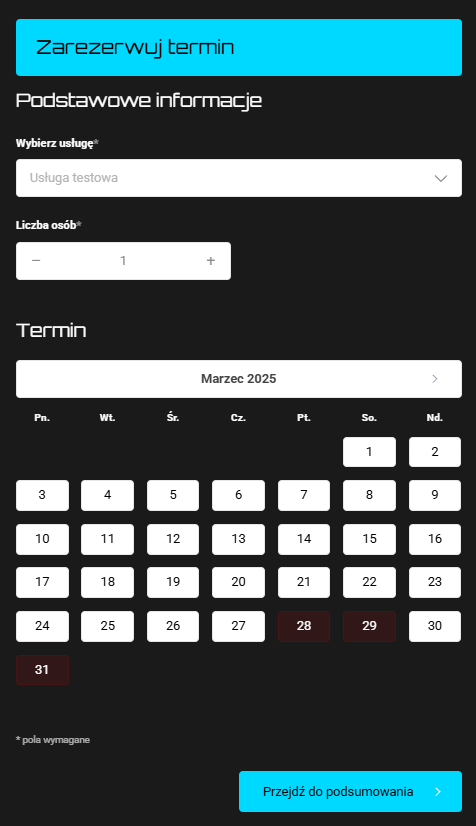 Zarezerwuj termin
Podstawowe informacje
Wybierz usługę*
Usługa testowa
Liczba osób*
− 1 +
Termin
Marzec 2025
Pn. Wt. Śr. Cz. Pt. So. Nd.
1 2
3 4 5 6 7 8 9
10 11 12 13 14 15 16
17 18 19 20 21 22 23
24 25 26 27 28 29 30
31
* pola wymagane
Przejdź do podsumowania